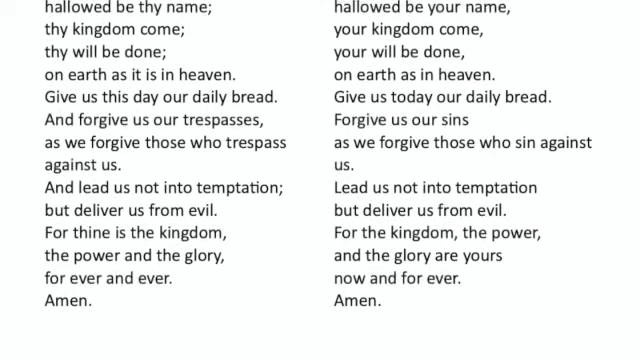 hallowed be thy name;
thy kingdom come;
thy will be done;
on earth as it is in heaven.
Give us this day our daily bread.
And forgive us our trespasses,
as we forgive those who trespass
against us.
And lead us not into temptation;
but deliver us from evil.
For thine is the kingdom,
the power and the glory,
for ever and ever.
Amen.
hallowed be your name,
your kingdom come,
your will be done,
on earth as in heaven.
Give us today our daily bread.
Forgive us our sins
as we forgive those who sin against
us.
Lead us not into temptation
but deliver us from evil.
For the kingdom, the power,
and the glory are yours
now and for ever.
Amen.